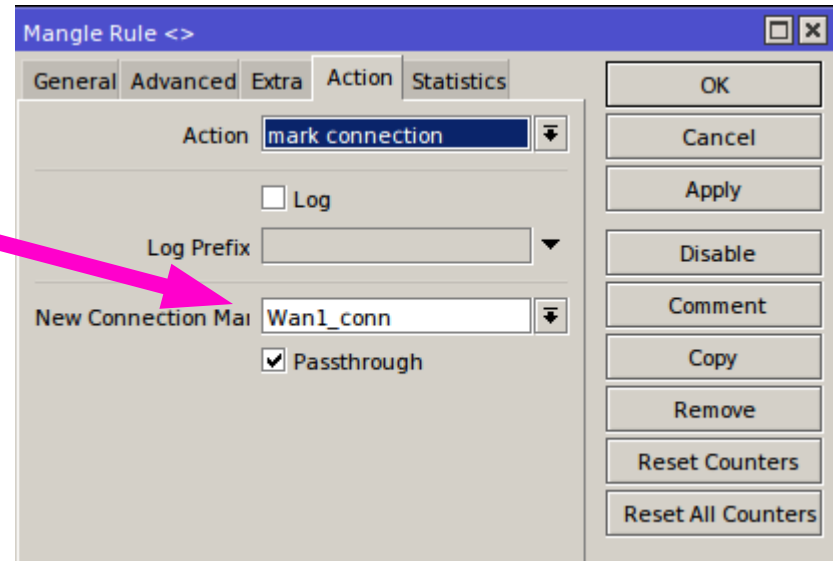 Mangle Rule <>
General Advanced Extra Action Statistics
OK
Action mark connection
Cancel
Log
Apply
Log Prefix
Disable
New Connection Mar Wan1_conn
Comment
Passthrough
Copy
Remove
Reset Counters
Reset All Counters